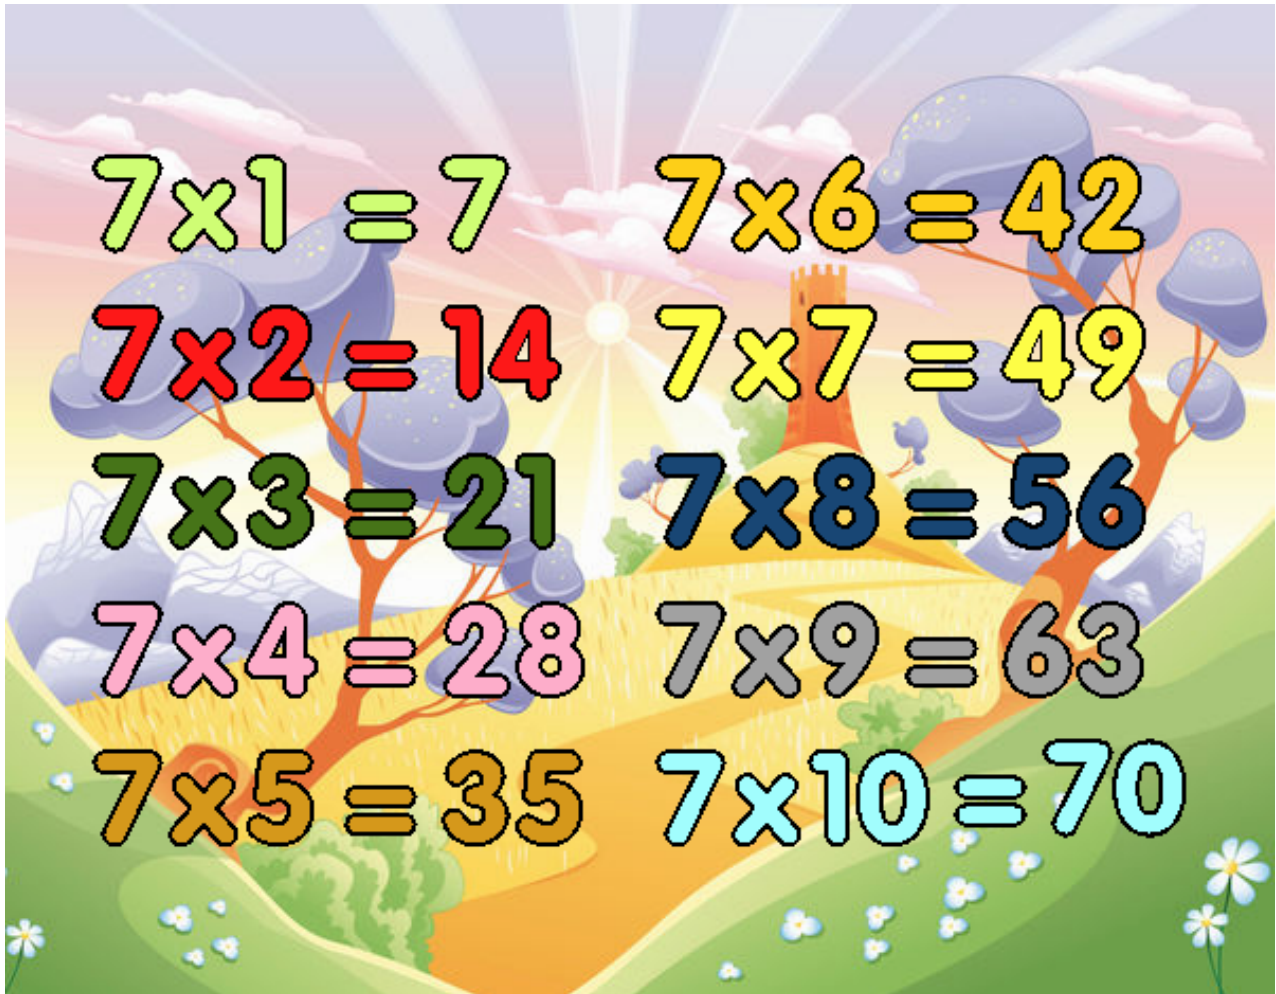 7x1 = 7
7x2 = 14
7x3 = 21
7x4 = 28
7x5 = 35
7x6 = 42
7x7 = 49
7x8 = 56
7x9 = 63
7x10 = 70